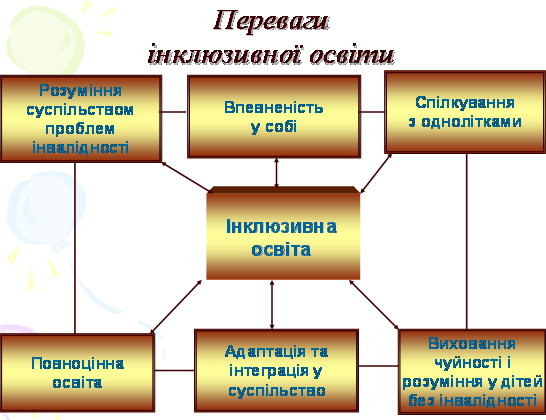 Переваги
інклюзивної освіти
Розуміння
суспільством
проблем
інвалідності
Впевненість
у собі
Спілкування
з однолітками
Інклюзивна
освіта
Повноцінна
освіта
Адаптація та
інтеграція у
суспільство
Виховання
чуйності і
розуміння у дітей
без інвалідності